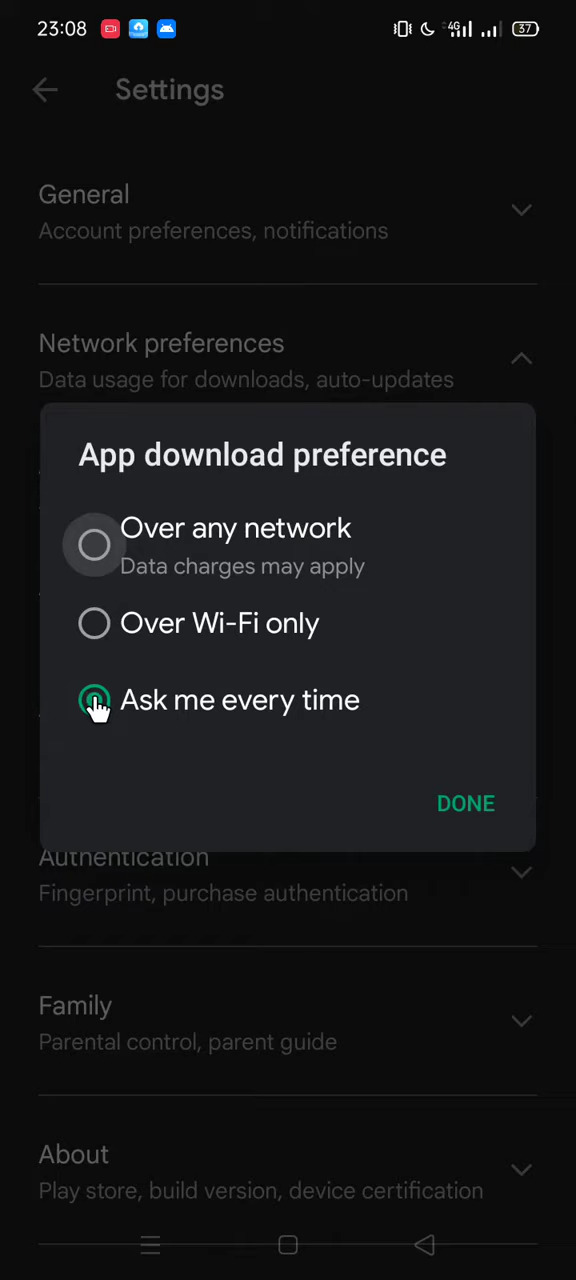 23:08
4G
37
Settings
General
Account preferences, notifications
Network preferences
Data usage for downloads, auto-updates
App download preference
Over any network
Data charges may apply
Over Wi-Fi only
Ask me every time
DONE
Authentication
Fingerprint, purchase authentication
Family
Parental control, parent guide
About
Play store, build version, device certification